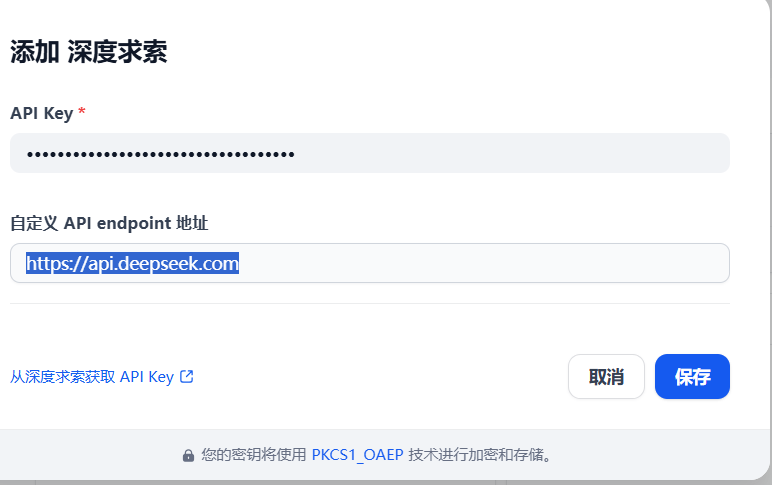 添加 深度求索
API Key *
•••••••••••••••••••••••••••••••••••
自定义 API endpoint 地址
https://api.deepseek.com
从深度求索获取 API Key
取消
保存
您的密钥将使用 PKCS1_OAEP 技术进行加密和存储。